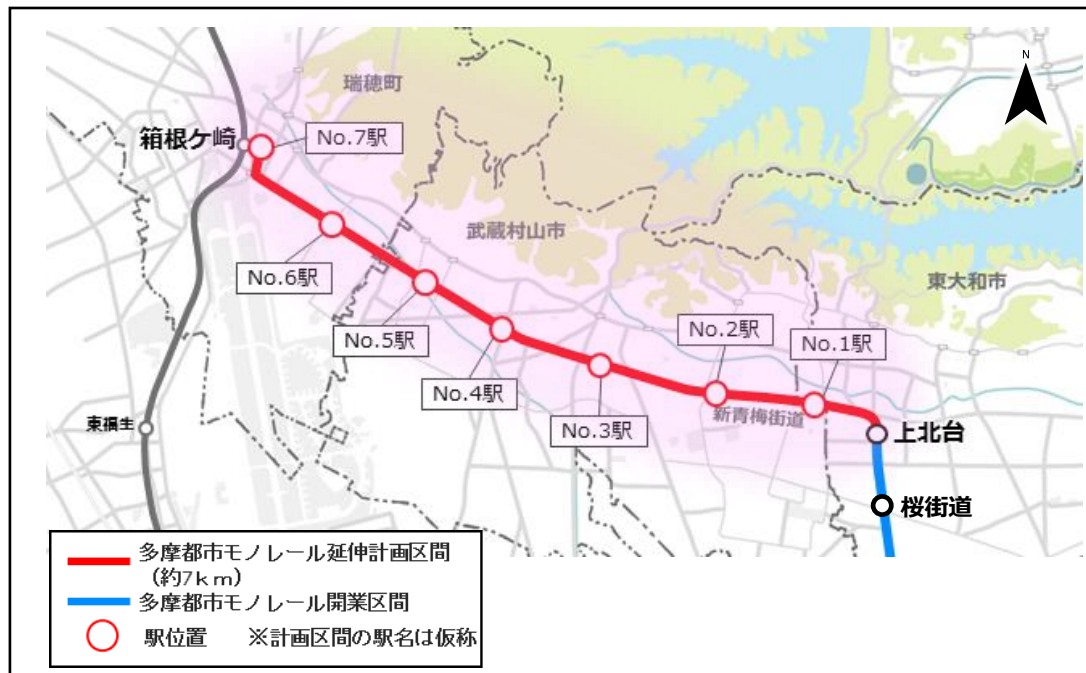 N
瑞穂町
箱根ケ崎
No.7駅
武蔵村山市
No.6駅
東大和市
No.5駅
No.2駅
No.1駅
No.4駅
新青梅街道
No.3駅
上北台
東福生
桜街道
多摩都市モノレール延伸計画区間
(約7km)
多摩都市モノレール開業区間
駅位置 ※計画区間の駅名は仮称